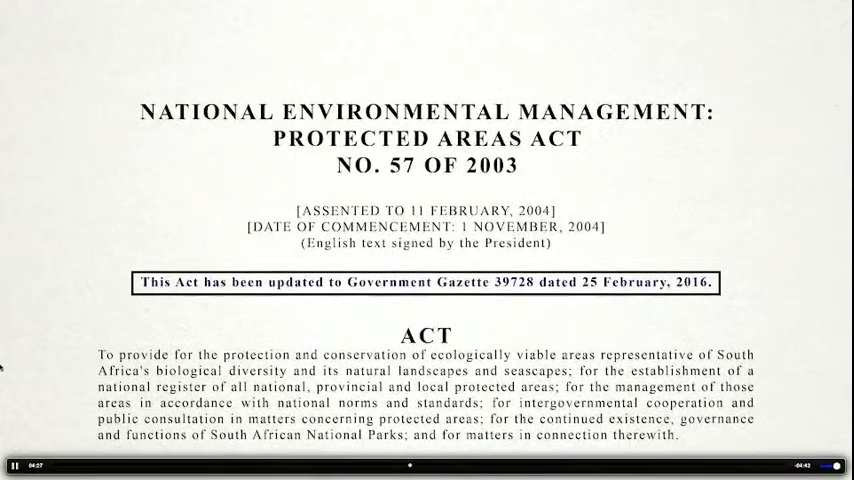 NATIONAL ENVIRONMENTAL MANAGEMENT:
PROTECTED AREAS ACT
NO. 57 OF 2003
[ASSENTED TO 11 FEBRUARY, 2004]
[DATE OF COMMENCEMENT: 1 NOVEMBER, 2004]
(English text signed by the President)
This Act has been updated to Government Gazette 39728 dated 25 February, 2016.
ACT
To provide for the protection and conservation of ecologically viable areas representative of South
Africa's biological diversity and its natural landscapes and seascapes; for the establishment of a
national register of all national, provincial and local protected areas; for the management of those
areas in accordance with national norms and standards; for intergovernmental cooperation and
public consultation in matters concerning protected areas; for the continued existence, governance
and functions of South African National Parks; and for matters in connection therewith.
04:27 -04:42